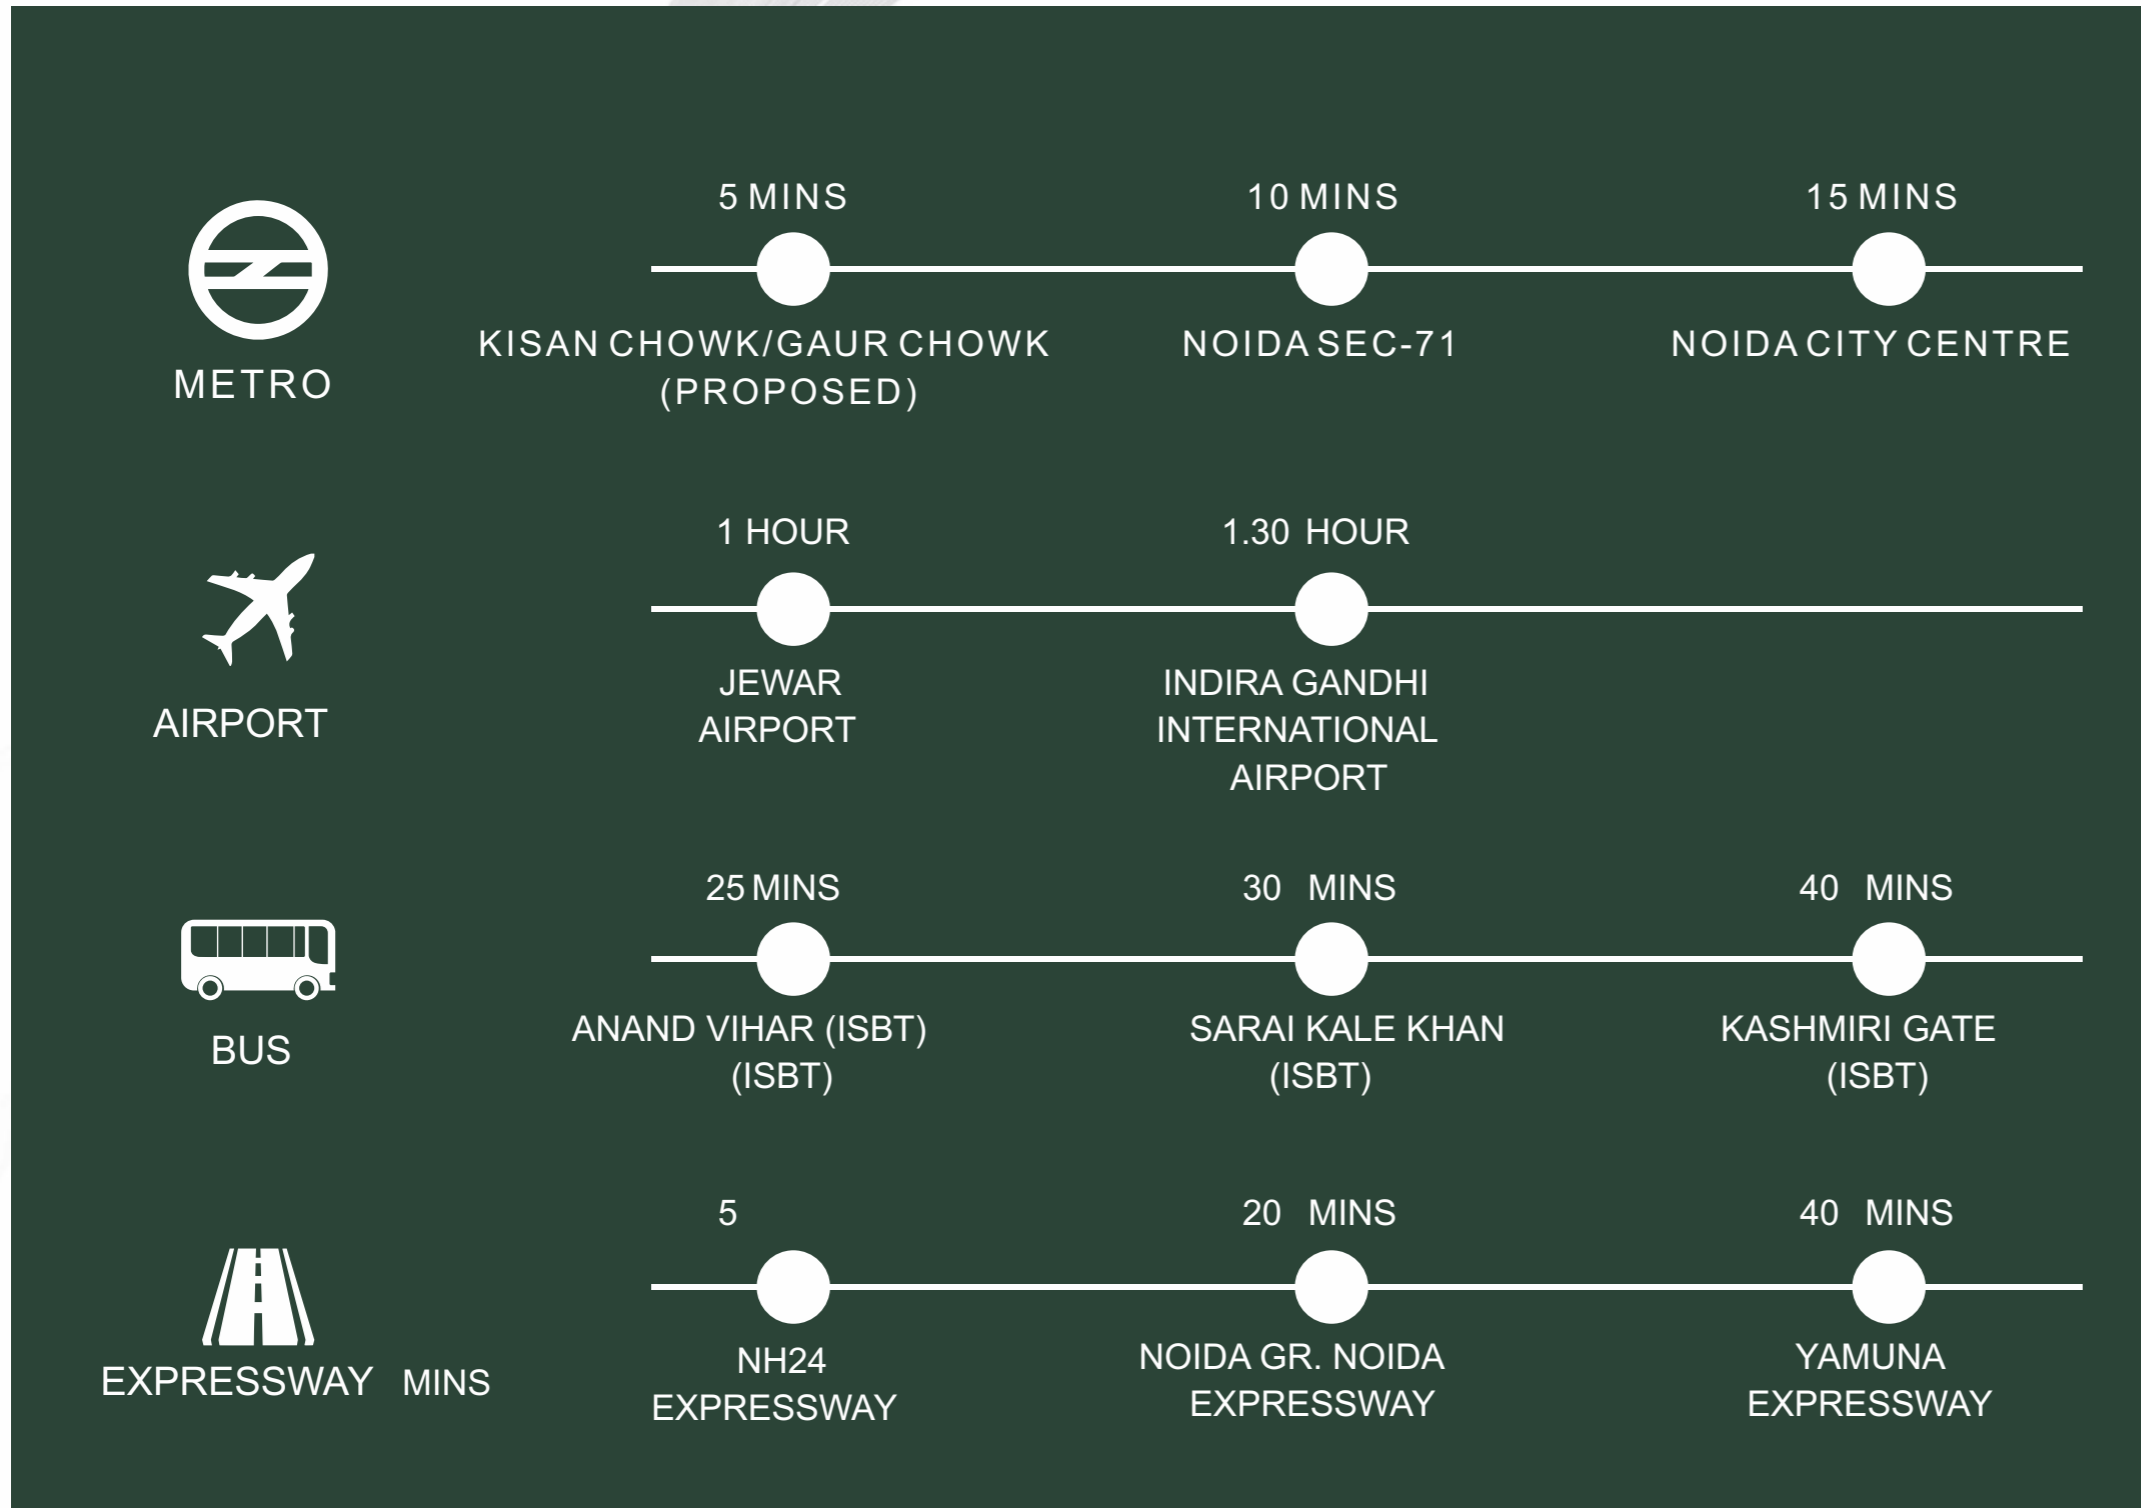 5 MINS 10 MINS 15 MINS
KISAN CHOWK/GAUR CHOWK NOIDA SEC-71 NOIDA CITY CENTRE
(PROPOSED)
METRO
1 HOUR 1.30 HOUR
JEWAR INDIRA GANDHI
AIRPORT INTERNATIONAL
AIRPORT
AIRPORT
25 MINS 30 MINS 40 MINS
ANAND VIHAR (ISBT) SARAI KALE KHAN KASHMIRI GATE
(ISBT) (ISBT) (ISBT)
BUS
5 20 MINS 40 MINS
NH24 NOIDA GR. NOIDA YAMUNA
EXPRESSWAY EXPRESSWAY EXPRESSWAY
EXPRESSWAY MINS